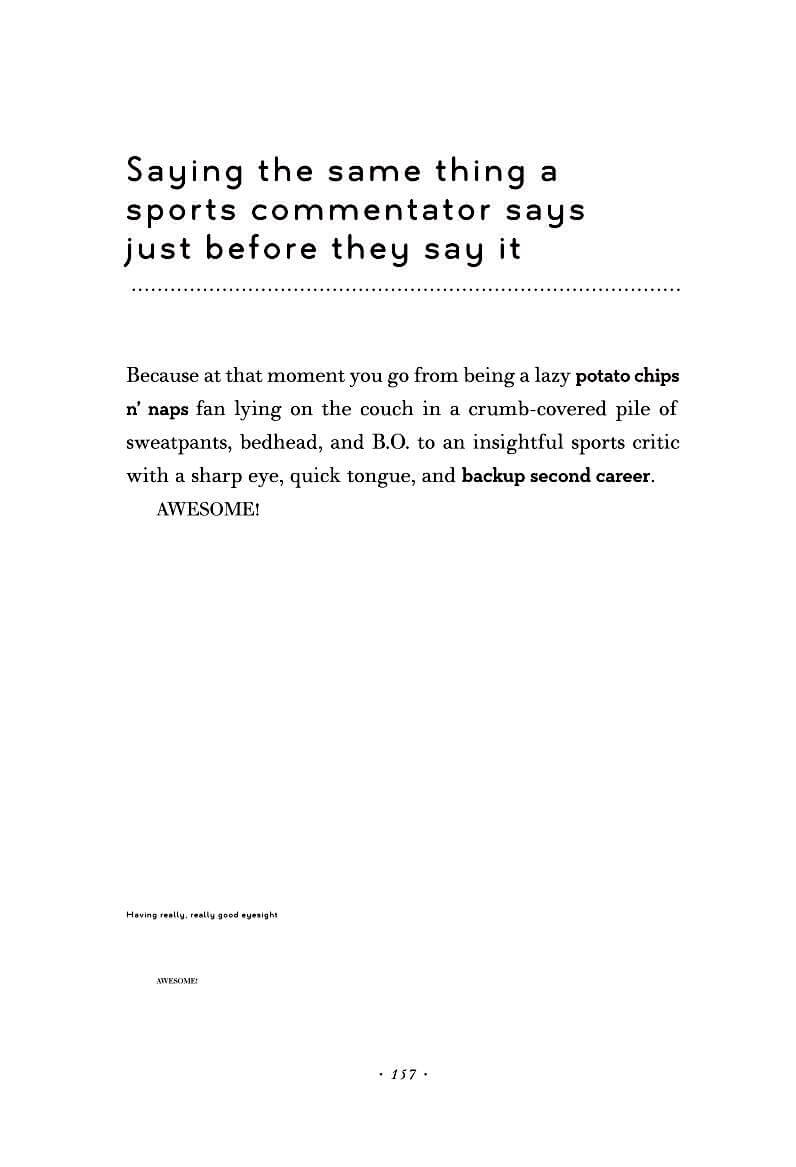 Saying the same thing a
sports commentator says
just before they say it
Because at that moment you go from being a lazy potato chips
n’ naps fan lying on the couch in a crumb-covered pile of
sweatpants, bedhead, and B.O. to an insightful sports critic
with a sharp eye, quick tongue, and backup second career.
AWESOME!
Having really, really good eyesight
AWESOME!
· 157 ·